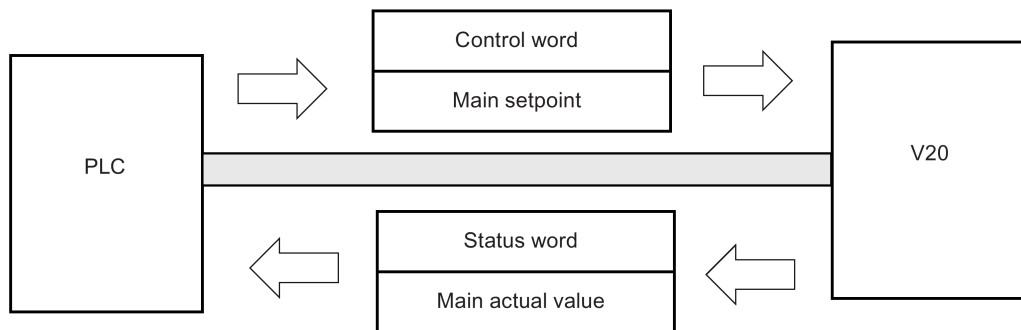 Control word
Main setpoint
PLC
V20
Status word
Main actual value